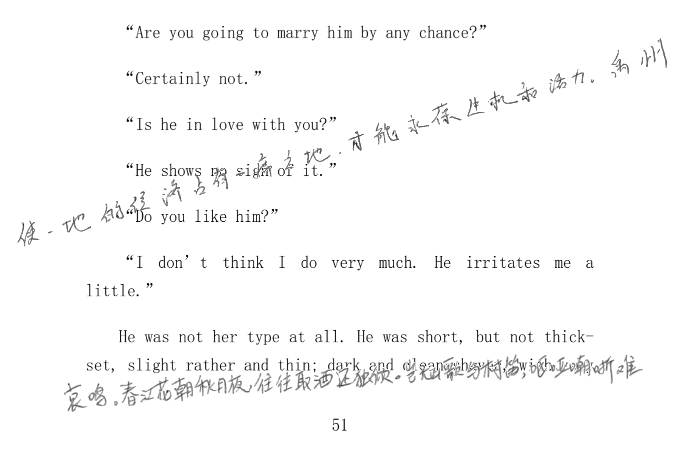 “Are you going to marry him by any chance?”
“Certainly not.”
“Is he in love with you?”
“He shows no sign of it.”
“Do you like him?”
“I don’t think I do very much. He irritates me a
little.”
He was not her type at all. He was short, but not thick-
set, slight rather and thin; dark and clean-shaven, with
使一地的经济占有一席之地,才能永葆生机和活力。禹州
哀鸣。春江花朝秋月夜,往往取酒还独倾。岂无山歌与村笛,呕哑嘲哳难
51